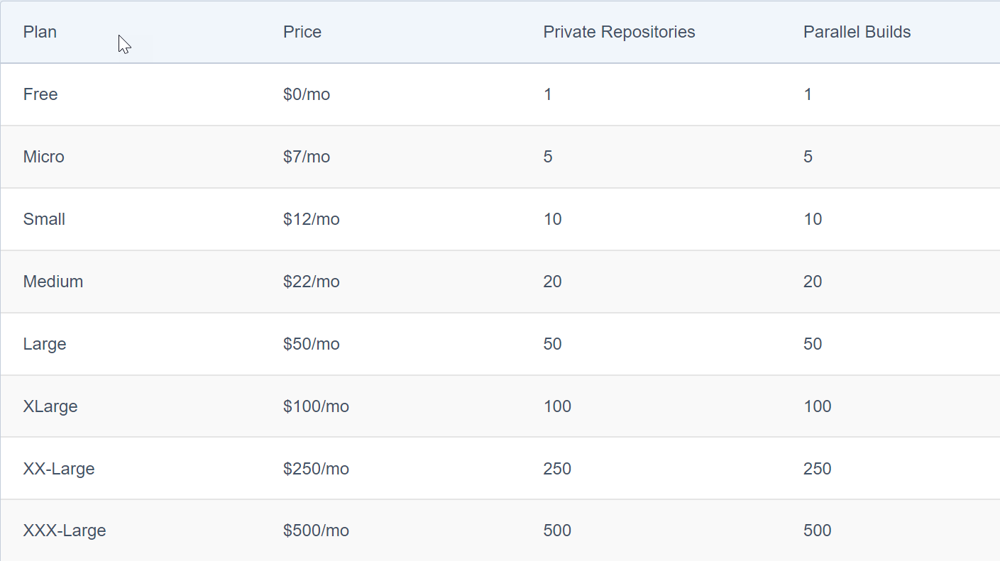 Plan Price Private Repositories Parallel Builds
Free $0/mo 1 1
Micro $7/mo 5 5
Small $12/mo 10 10
Medium $22/mo 20 20
Large $50/mo 50 50
XLarge $100/mo 100 100
XX-Large $250/mo 250 250
XXX-Large $500/mo 500 500